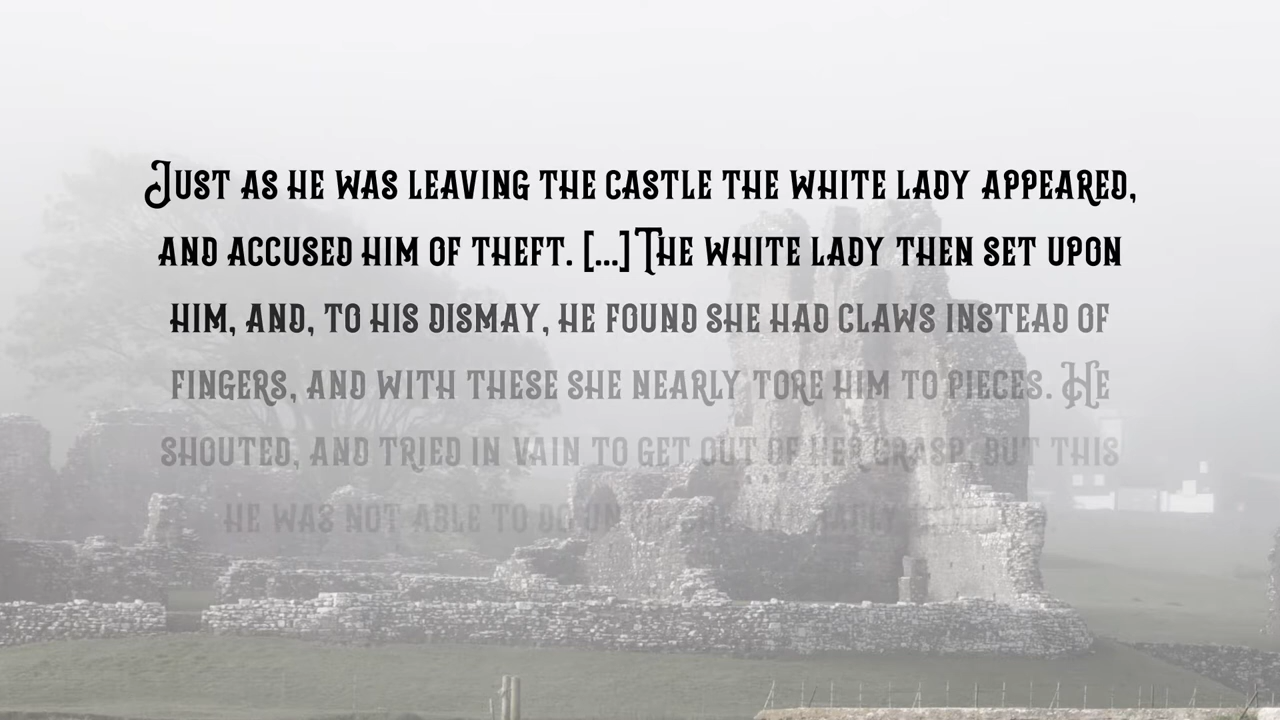 Just as he was leaving the castle the white lady appeared,
and accused him of theft. [...] The white lady then set upon
him, and, to his dismay, he found she had claws instead of
fingers, and with these she nearly tore him to pieces. He
shouted, and tried in vain to get out of her grasp, but this
he was not able to do